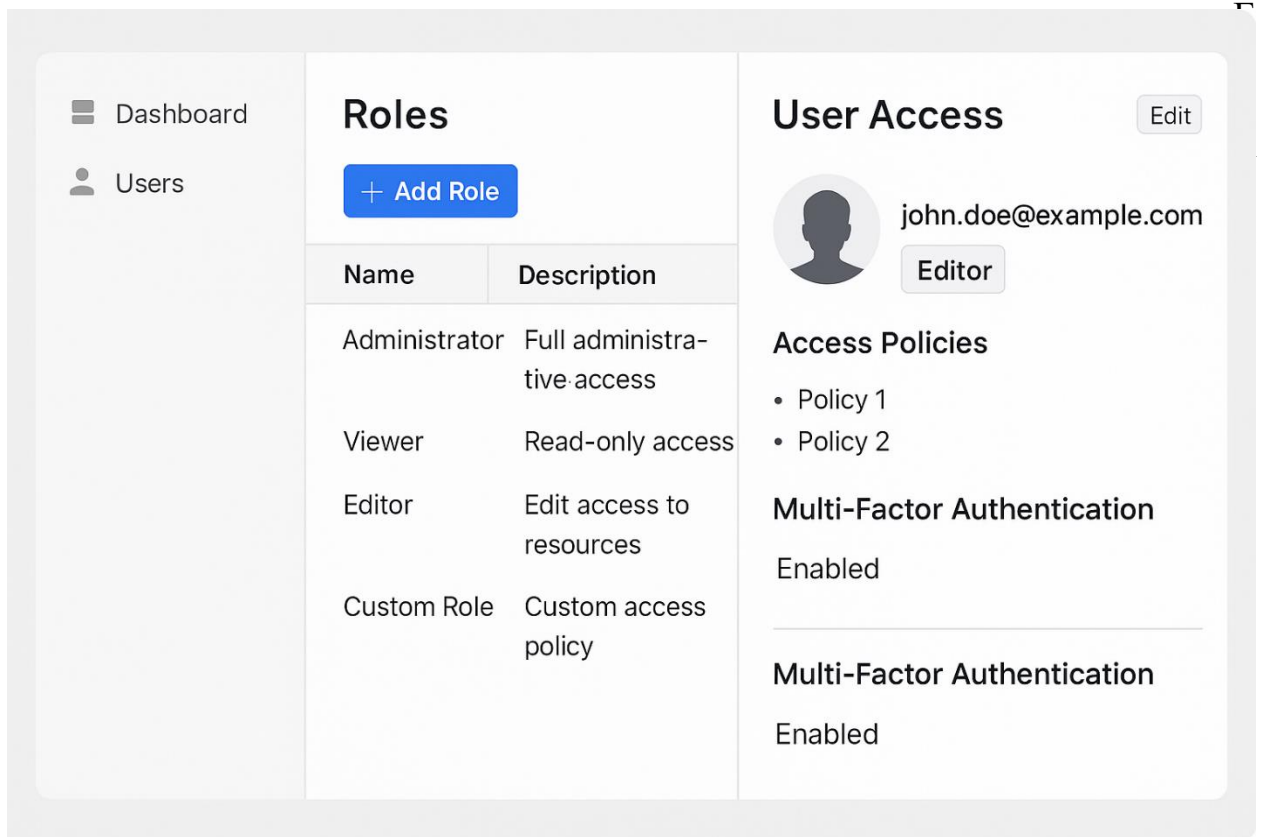 E
Dashboard
Users
Roles
+ Add Role
Name Description
Administrator Full administra-
tive access
Viewer Read-only access
Editor Edit access to
resources
Custom Role Custom access
policy
User Access Edit
john.doe@example.com
Editor
Access Policies
• Policy 1
• Policy 2
Multi-Factor Authentication
Enabled
Multi-Factor Authentication
Enabled